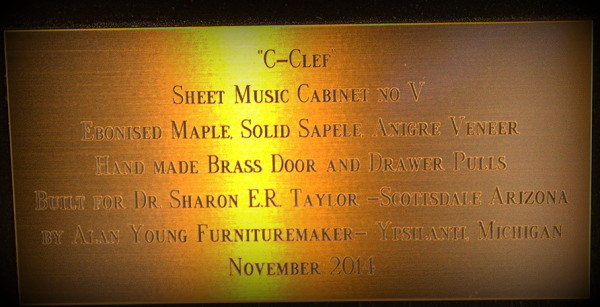 "C-Clef"
Sheet Music Cabinet no V
Ebonised Maple, Solid Sapele Anigre Veneer
Hand made Brass Door and Drawer Pulls
Built for Dr Sharon E.R. Taylor -Scottsdale Arizona
by Alan Young Furnituremaker- Ypsilanti, Michigan
November 2014